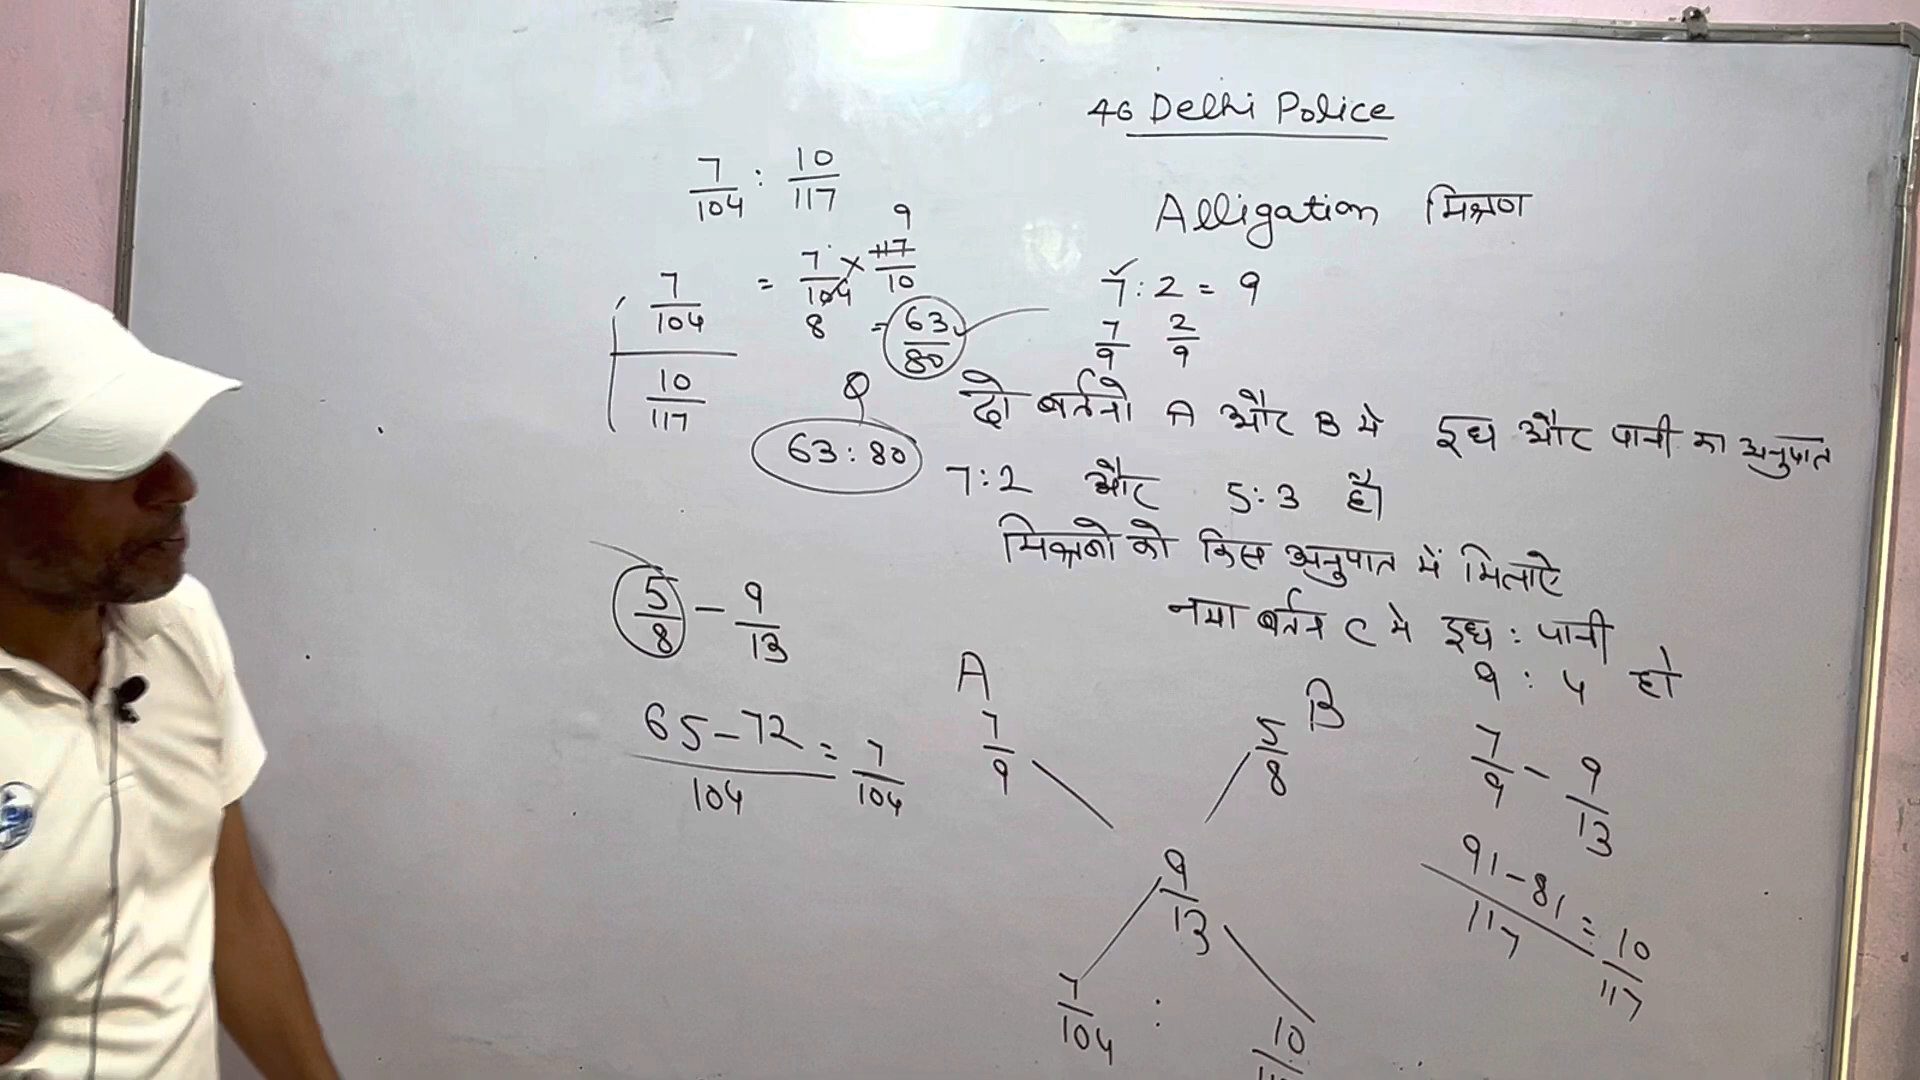 46 Delhi Police
Alligation मिश्रण
7/104 : 10/117
7/104 / 10/117 = 7/104 × 117/10
9
8
= 63/80
63 : 80
7 : 2 = 9
7/9 2/9
Q दो बर्तनो A और B मे दुध और पानी का अनुपात
7:2 और 5:3 है।
मिश्रणो को किस अनुपात में मिलाऐ
नया बर्तन C मे दुध : पानी
9 : 4 हो
5/8 - 9/13
65-72/104 = 7/104
A
7/9
B
5/8
9/13
7/104 : 10/
7/9 - 9/13
91-81/117 = 10/117